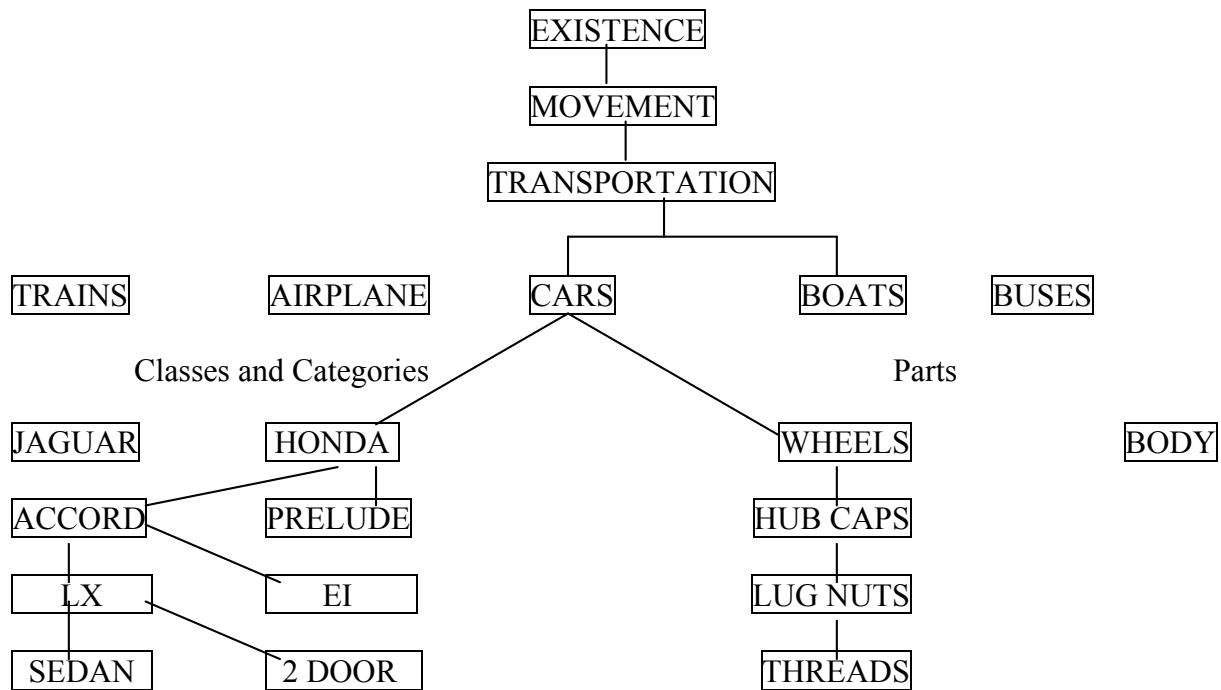 EXISTENCE
MOVEMENT
TRANSPORTATION
TRAINS AIRPLANE CARS BOATS BUSES
Classes and Categories Parts
JAGUAR HONDA WHEELS BODY
ACCORD PRELUDE HUB CAPS
LX EI LUG NUTS
SEDAN 2 DOOR THREADS